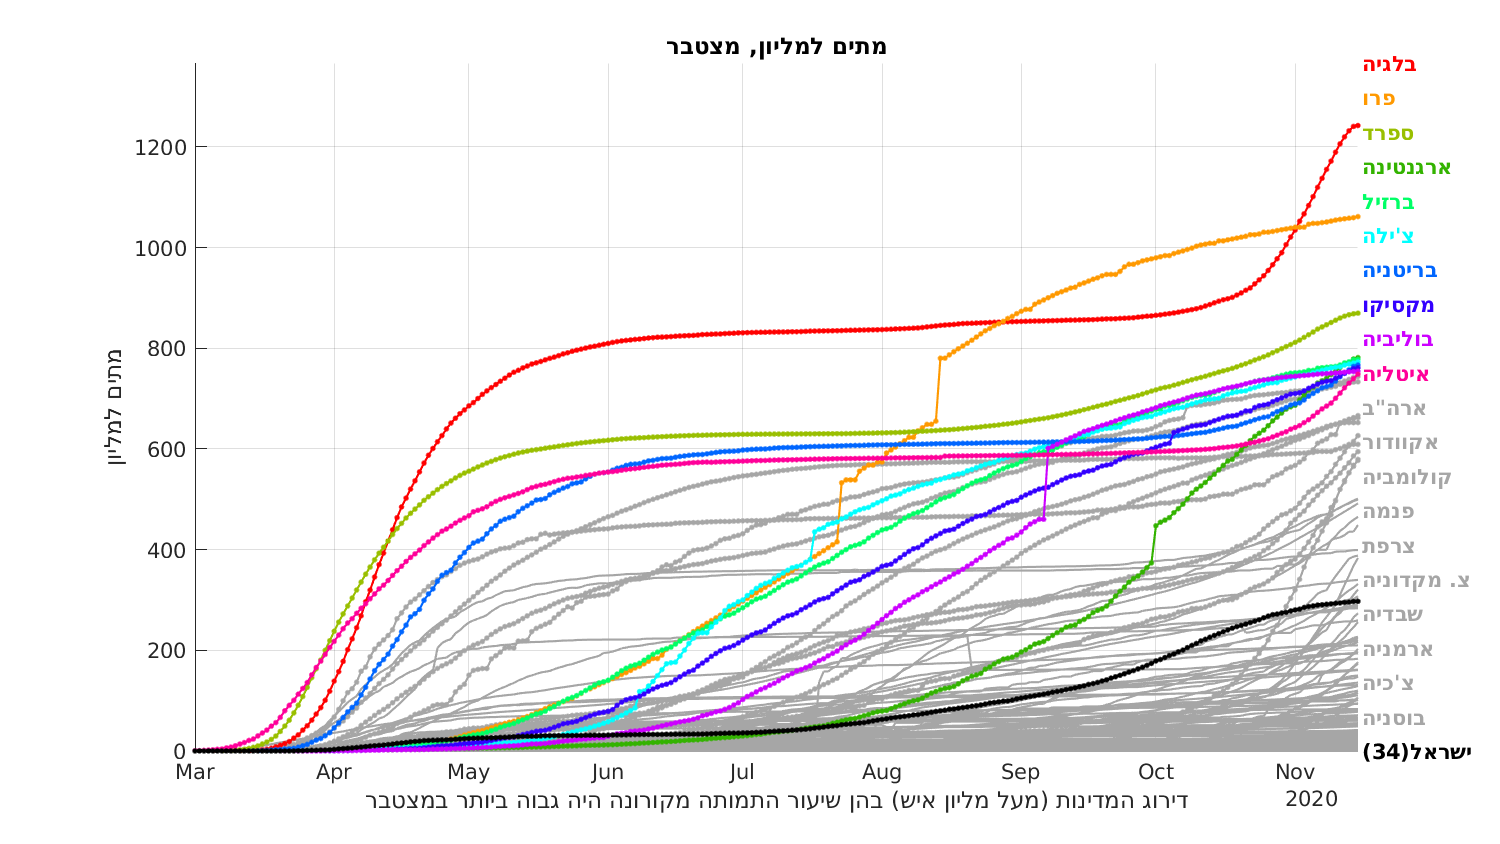 מתים למליון, מצטבר
מתים למליון
1200
1000
800
600
400
200
0
Mar
Apr
May
Jun
Jul
Aug
Sep
Oct
Nov
2020
דירוג המדינות (מעל מליון איש) בהן שיעור התמותה מקורונה היה גבוה ביותר במצטבר
בלגיה
פרו
ספרד
ארגנטינה
ברזיל
צ'ילה
בריטניה
מקסיקו
בוליביה
איטליה
ארה"ב
אקוודור
קולומביה
פנמה
צרפת
צ. מקדוניה
שבדיה
ארמניה
צ'כיה
בוסניה
ישראל(34)